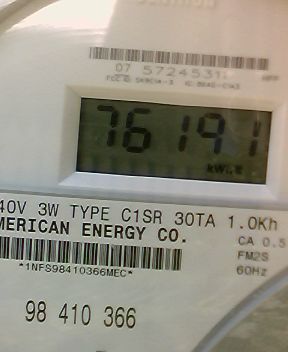 07 5724531
76191
kWh
40V 3W TYPE C1SR 30TA 1.0Kh
MERICAN ENERGY CO.
CA 0.5
*1NFS98410366MEC*
FM2S
60Hz
98 410 366